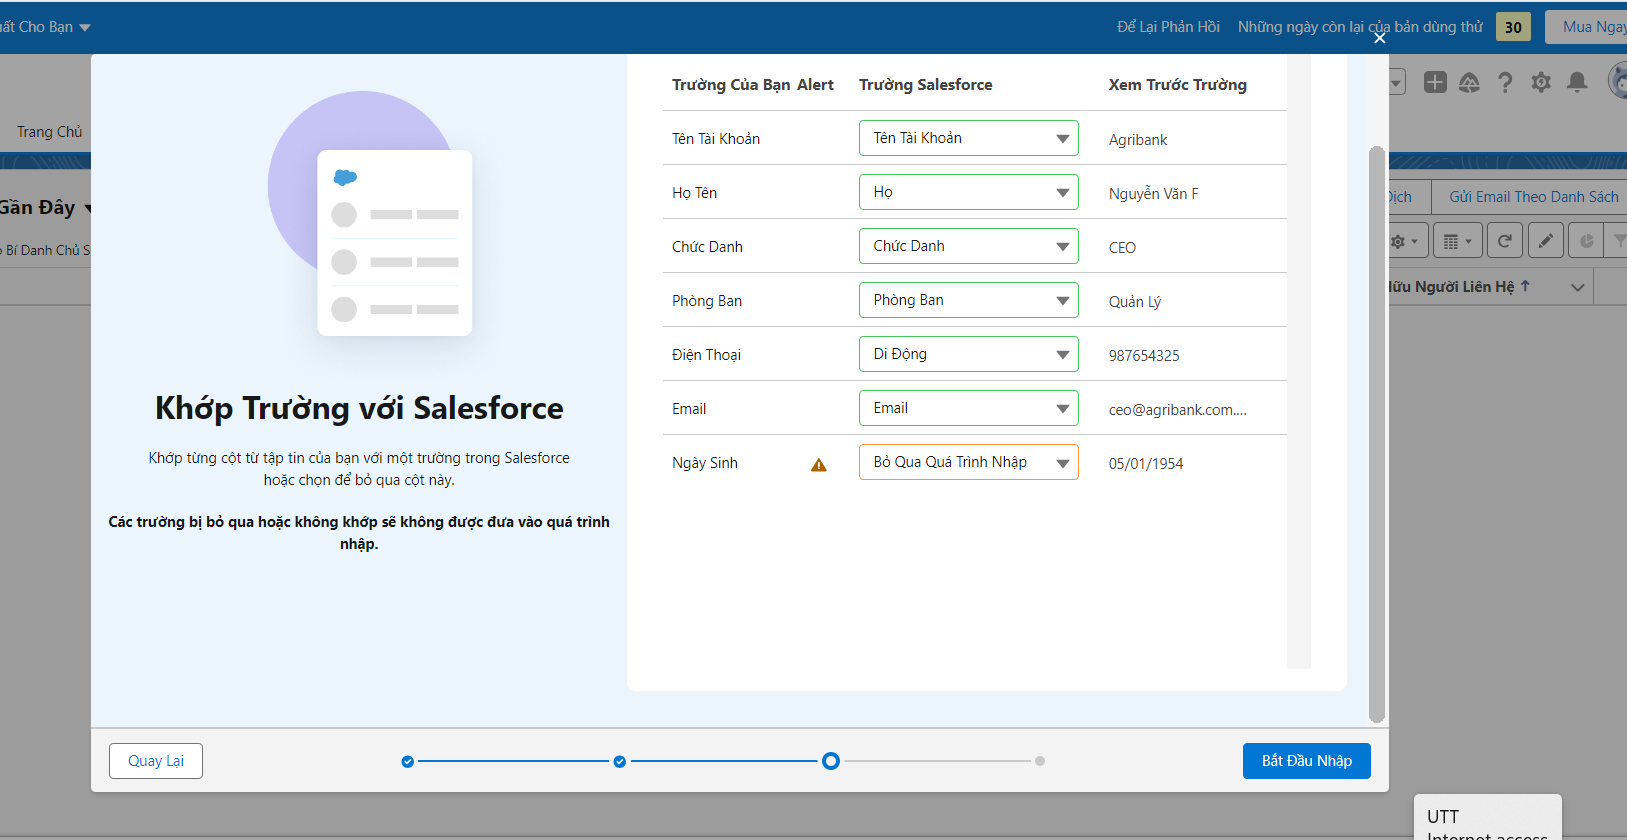 uất Cho Bạn
Để Lại Phản Hồi
Những ngày còn lại của bản dùng thử
30
Mua Ngay
Trang Chủ
Gần Đây
Bí Danh Chủ S
Dịch
Gửi Email Theo Danh Sách
Hữu Người Liên Hệ
Khớp Trường với Salesforce
Khớp từng cột từ tập tin của bạn với một trường trong Salesforce
hoặc chọn để bỏ qua cột này.
Các trường bị bỏ qua hoặc không khớp sẽ không được đưa vào quá trình
nhập.
Trường Của Bạn Alert Trường Salesforce Xem Trước Trường
Tên Tài Khoản Tên Tài Khoản Agribank
Họ Tên Họ Nguyễn Văn F
Chức Danh Chức Danh CEO
Phòng Ban Phòng Ban Quản Lý
Điện Thoại Di Động 987654325
Email Email ceo@agribank.com....
Ngày Sinh Bỏ Qua Quá Trình Nhập 05/01/1954
Quay Lại
Bắt Đầu Nhập
UTT
Internet access